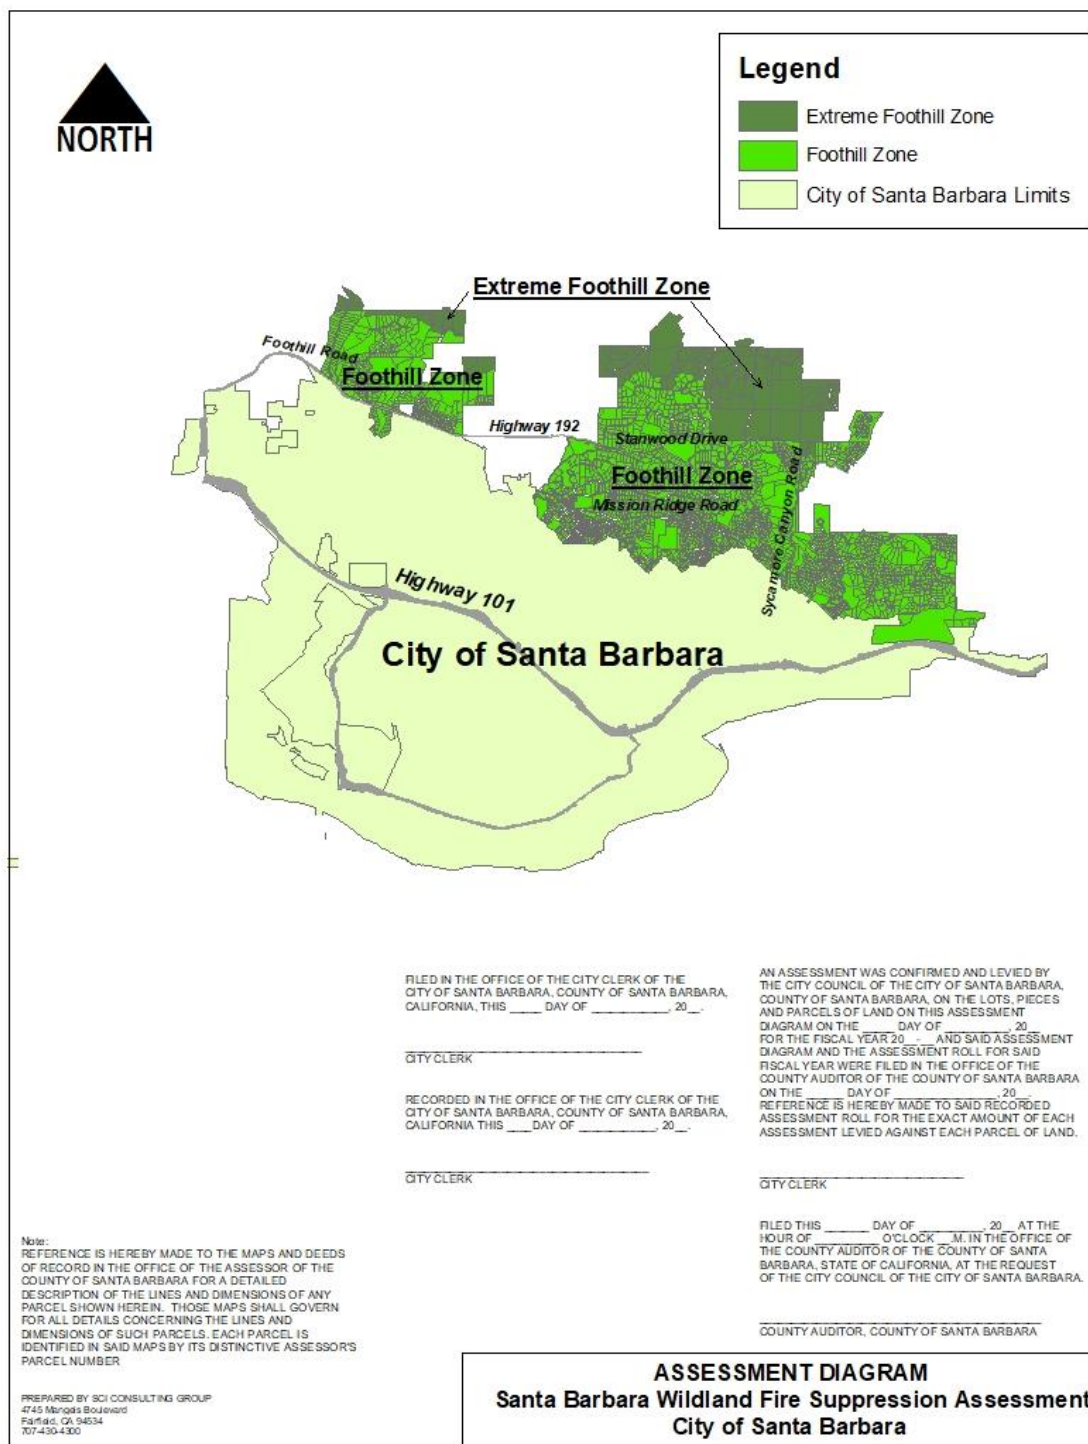 NORTH
Legend
Extreme Foothill Zone
Foothill Zone
City of Santa Barbara Limits
Extreme Foothill Zone
Foothill Road
Foothill Zone
Highway 192
Stanwood Drive
Foothill Zone
Mission Ridge Road
Sycamore Canyon Road
Highway 101
City of Santa Barbara
FILED IN THE OFFICE OF THE CITY CLERK OF THE
CITY OF SANTA BARBARA, COUNTY OF SANTA BARBARA,
CALIFORNIA, THIS _____ DAY OF ____________, 20__.
CITY CLERK
RECORDED IN THE OFFICE OF THE CITY CLERK OF THE
CITY OF SANTA BARBARA, COUNTY OF SANTA BARBARA,
CALIFORNIA THIS ____DAY OF ____________, 20__.
CITY CLERK
AN ASSESSMENT WAS CONFIRMED AND LEVIED BY
THE CITY COUNCIL OF THE CITY OF SANTA BARBARA,
COUNTY OF SANTA BARBARA, ON THE LOTS, PIECES
AND PARCELS OF LAND ON THIS ASSESSMENT
DIAGRAM ON THE _____ DAY OF __________, 20__
FOR THE FISCAL YEAR 20__-__ AND SAID ASSESSMENT
DIAGRAM AND THE ASSESSMENT ROLL FOR SAID
FISCAL YEAR WERE FILED IN THE OFFICE OF THE
COUNTY AUDITOR OF THE COUNTY OF SANTA BARBARA
ON THE ______ DAY OF ________________, 20__.
REFERENCE IS HEREBY MADE TO SAID RECORDED
ASSESSMENT ROLL FOR THE EXACT AMOUNT OF EACH
ASSESSMENT LEVIED AGAINST EACH PARCEL OF LAND.
CITY CLERK
FILED THIS _______ DAY OF __________, 20__ AT THE
HOUR OF __________ O'CLOCK __.M. IN THE OFFICE OF
THE COUNTY AUDITOR OF THE COUNTY OF SANTA
BARBARA, STATE OF CALIFORNIA, AT THE REQUEST
OF THE CITY COUNCIL OF THE CITY OF SANTA BARBARA.
COUNTY AUDITOR, COUNTY OF SANTA BARBARA
Note:
REFERENCE IS HEREBY MADE TO THE MAPS AND DEEDS
OF RECORD IN THE OFFICE OF THE ASSESSOR OF THE
COUNTY OF SANTA BARBARA FOR A DETAILED
DESCRIPTION OF THE LINES AND DIMENSIONS OF ANY
PARCEL SHOWN HEREIN. THOSE MAPS SHALL GOVERN
FOR ALL DETAILS CONCERNING THE LINES AND
DIMENSIONS OF SUCH PARCELS. EACH PARCEL IS
IDENTIFIED IN SAID MAPS BY ITS DISTINCTIVE ASSESSOR'S
PARCEL NUMBER
PREPARED BY SCI CONSULTING GROUP
4745 Mangels Boulevard
Fairfield, CA 94534
707-430-4300
ASSESSMENT DIAGRAM
Santa Barbara Wildland Fire Suppression Assessment
City of Santa Barbara